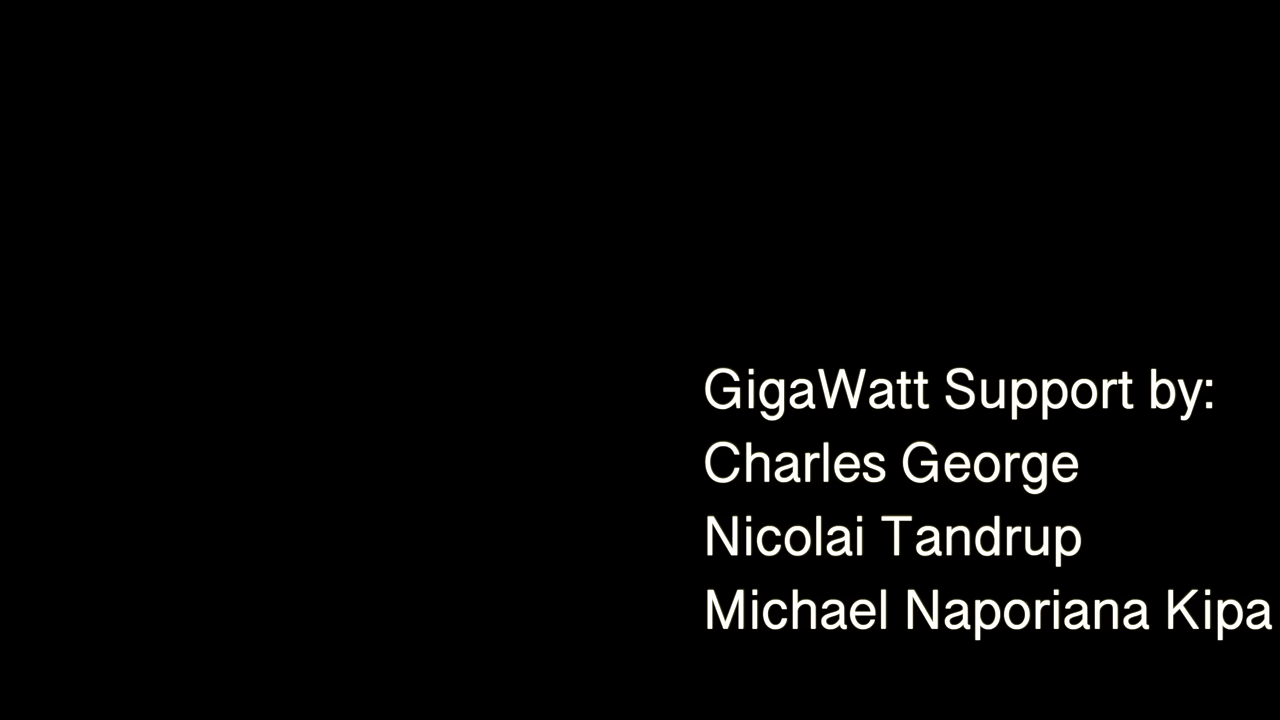 GigaWatt Support by:
Charles George
Nicolai Tandrup
Michael Naporiana Kipa